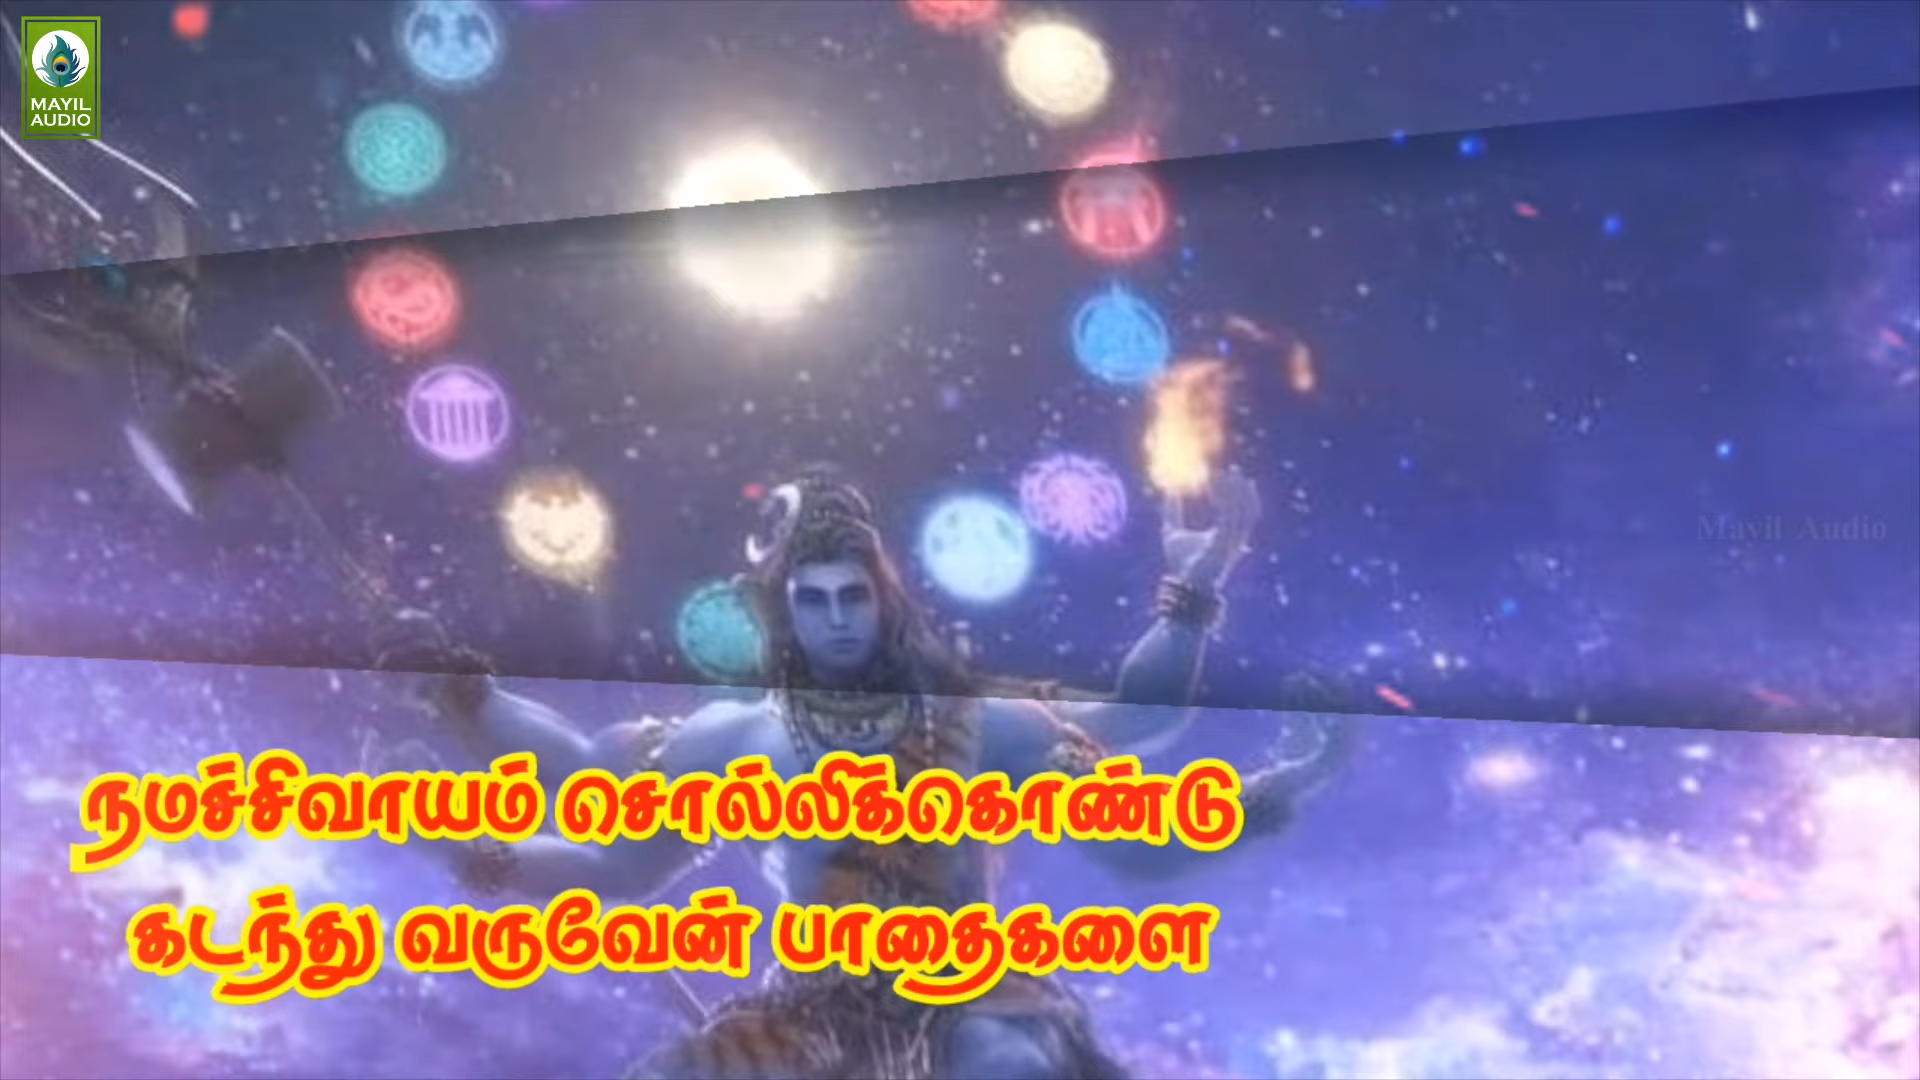 MAYIL
AUDIO
Mayil Audio
நமச்சிவாயம் சொல்லிக்கொண்டு
கடந்து வருவேன் பாதைகளை